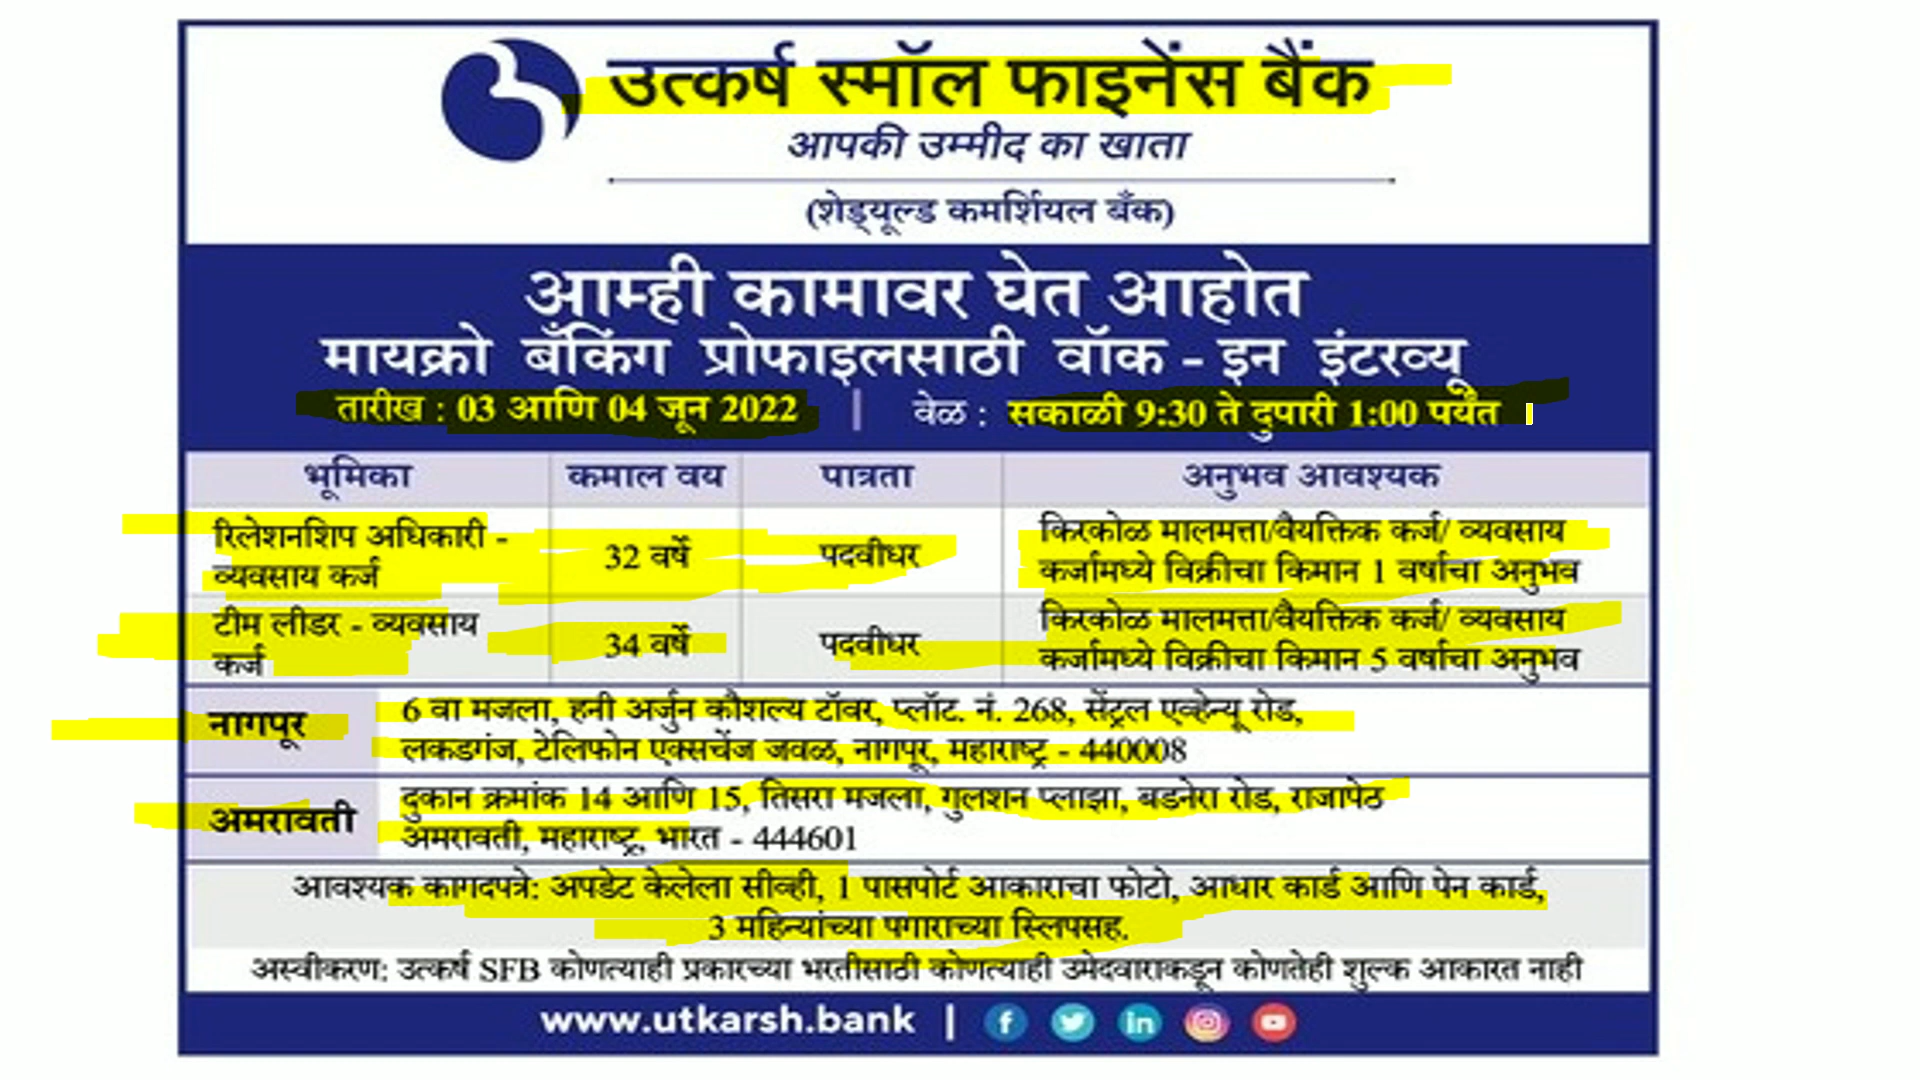 उत्कर्ष स्मॉल फाइनेंस बैंक
आपकी उम्मीद का खाता
(शेड्यूल्ड कमर्शियल बँक)
आम्ही कामावर घेत आहोत
मायक्रो बँकिंग प्रोफाइलसाठी वॉक - इन इंटरव्यू
तारीख : 03 आणि 04 जून 2022 | वेळ : सकाळी 9:30 ते दुपारी 1:00 पर्यंत
भूमिका कमाल वय पात्रता अनुभव आवश्यक
रिलेशनशिप अधिकारी - व्यवसाय कर्ज 32 वर्षे पदवीधर किरकोळ मालमत्ता/वैयक्तिक कर्ज/ व्यवसाय
कर्जामध्ये विक्रीचा किमान 1 वर्षाचा अनुभव
टीम लीडर - व्यवसाय कर्ज 34 वर्षे पदवीधर किरकोळ मालमत्ता/वैयक्तिक कर्ज/ व्यवसाय
कर्जामध्ये विक्रीचा किमान 5 वर्षाचा अनुभव
नागपूर 6 वा मजला, हनी अर्जुन कौशल्य टॉवर, प्लॉट. नं. 268, सेंट्रल एव्हेन्यू रोड,
लकडगंज, टेलिफोन एक्सचेंज जवळ, नागपूर, महाराष्ट्र - 440008
अमरावती दुकान क्रमांक 14 आणि 15, तिसरा मजला, गुलशन प्लाझा, बडनेरा रोड, राजापेठ
अमरावती, महाराष्ट्र, भारत - 444601
आवश्यक कागदपत्रे: अपडेट केलेला सीव्ही, 1 पासपोर्ट आकाराचा फोटो, आधार कार्ड आणि पेन कार्ड,
3 महिन्यांच्या पगाराच्या स्लिपसह.
अस्वीकरण: उत्कर्ष SFB कोणत्याही प्रकारच्या भरतीसाठी कोणत्याही उमेदवाराकडून कोणतेही शुल्क आकारत नाही
www.utkarsh.bank |